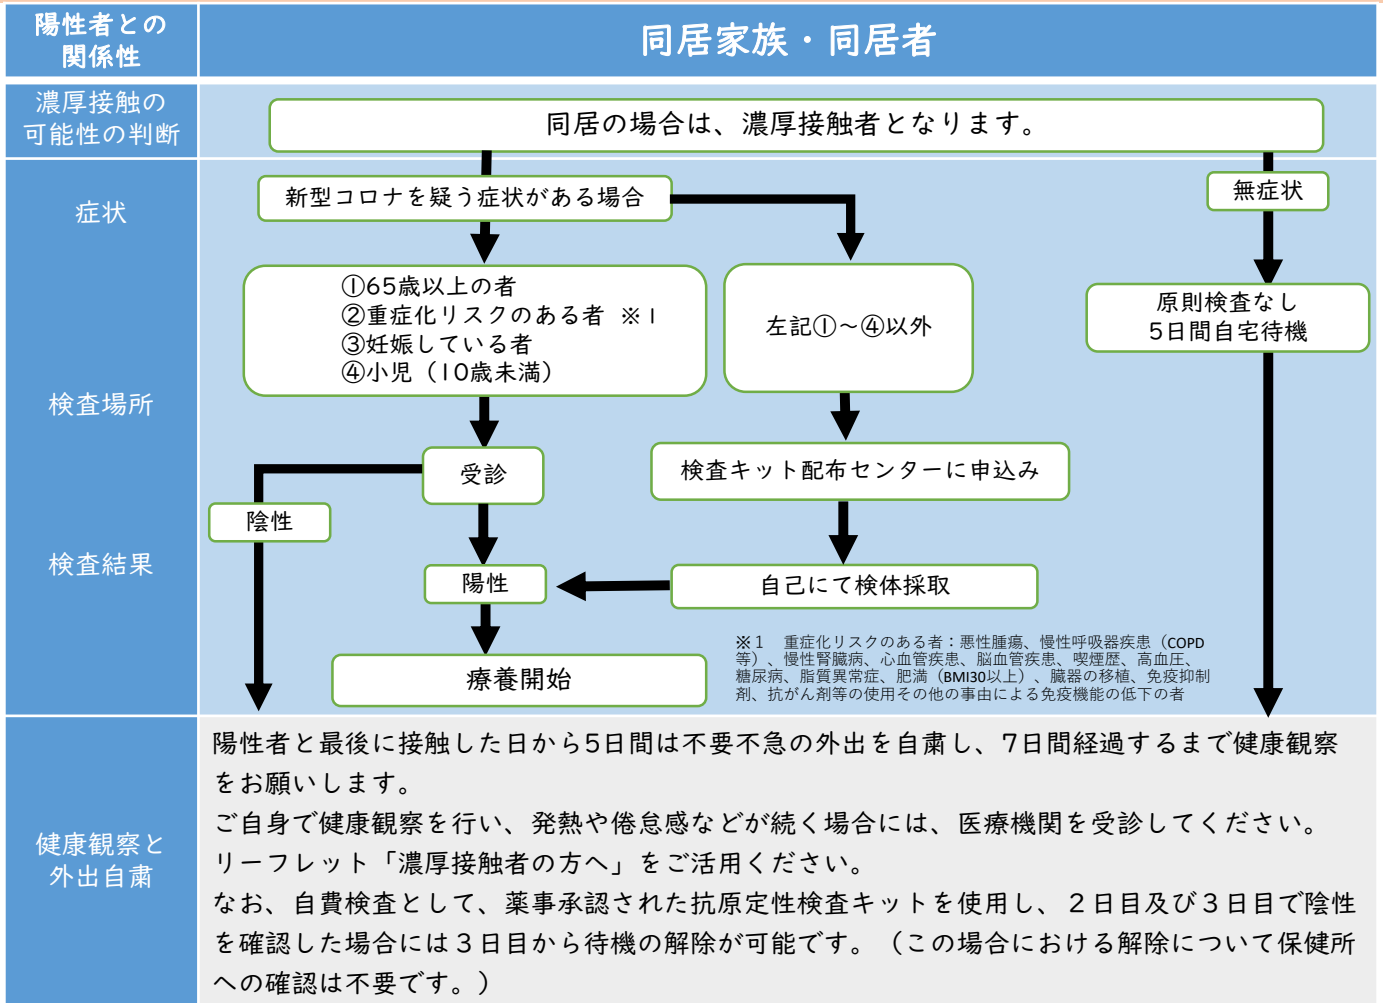 陽性者との
関係性
同居家族・同居者
濃厚接触の
可能性の判断
同居の場合は、濃厚接触者となります。
症状
新型コロナを疑う症状がある場合
無症状
①65歳以上の者
②重症化リスクのある者 ※1
③妊娠している者
④小児(10歳未満)
左記①～④以外
原則検査なし
5日間自宅待機
検査場所
受診
検査キット配布センターに申込み
陰性
検査結果
陽性
自己にて検体採取
療養開始
※1 重症化リスクのある者：悪性腫瘍、慢性呼吸器疾患（COPD
等）、慢性腎臓病、心血管疾患、脳血管疾患、喫煙歴、高血圧、
糖尿病、脂質異常症、肥満（BMI30以上）、臓器の移植、免疫抑制
剤、抗がん剤等の使用その他の事由による免疫機能の低下の者
健康観察と
外出自粛
陽性者と最後に接触した日から5日間は不要不急の外出を自粛し、7日間経過するまで健康観察
をお願いします。
ご自身で健康観察を行い、発熱や倦怠感などが続く場合には、医療機関を受診してください。
リーフレット「濃厚接触者の方へ」をご活用ください。
なお、自費検査として、薬事承認された抗原定性検査キットを使用し、２日目及び３日目で陰性
を確認した場合には３日目から待機の解除が可能です。（この場合における解除について保健所
への確認は不要です。）